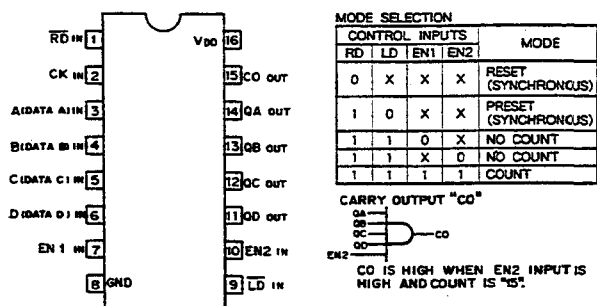 RD IN 1
CK IN 2
A(DATA A)IN 3
B(DATA B)IN 4
C(DATA C) IN 5
D(DATA D) IN 6
EN 1 IN 7
8 GND
VDD 16
15 CO OUT
14 QA OUT
13 QB OUT
12 QC OUT
11 QD OUT
10 EN2 IN
9 LD IN
MODE SELECTION
CONTROL INPUTS MODE
RD LD EN1 EN2
0 X X X RESET (SYNCHRONOUS)
1 0 X X PRESET (SYNCHRONOUS)
1 1 0 X NO COUNT
1 1 X 0 NO COUNT
1 1 1 1 COUNT
CARRY OUTPUT "CO"
QA
QB
QC
QD
EN2
CO
CO IS HIGH WHEN EN2 INPUT IS
HIGH AND COUNT IS "15".